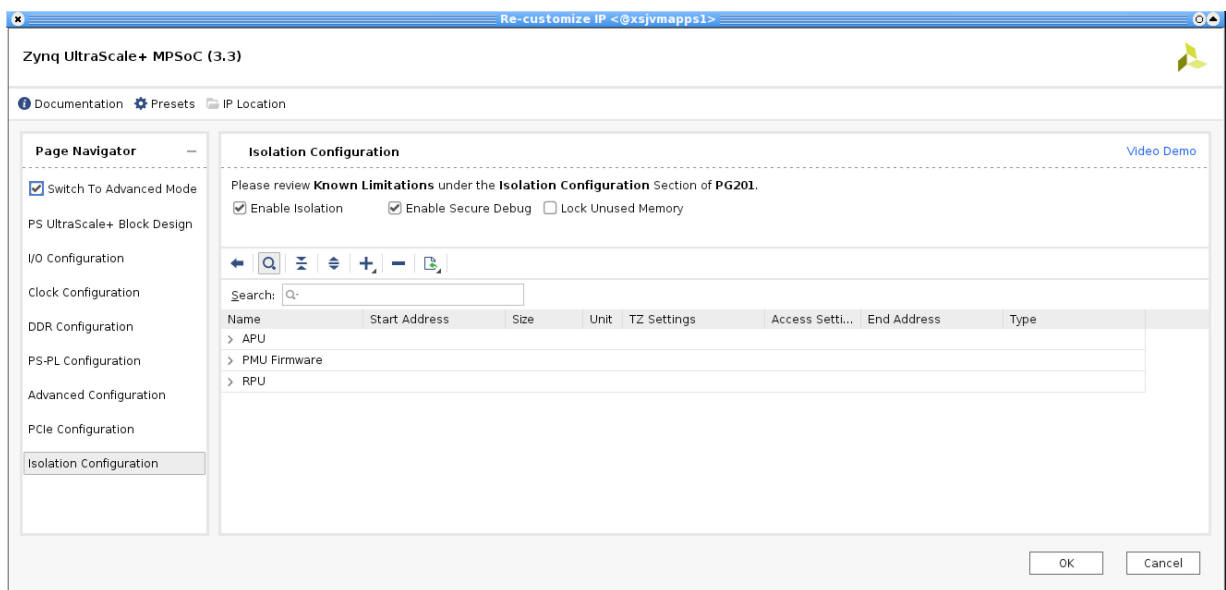 Re-customize IP <@xsjvmapps1>
Zynq UltraScale+ MPSoC (3.3)
Documentation Presets IP Location
Page Navigator
Switch To Advanced Mode
PS UltraScale+ Block Design
I/O Configuration
Clock Configuration
DDR Configuration
PS-PL Configuration
Advanced Configuration
PCIe Configuration
Isolation Configuration
Isolation Configuration Video Demo
Please review Known Limitations under the Isolation Configuration Section of PG201.
Enable Isolation Enable Secure Debug Lock Unused Memory
Search:
Name Start Address Size Unit TZ Settings Access Setti... End Address Type
APU
PMU Firmware
RPU
OK Cancel